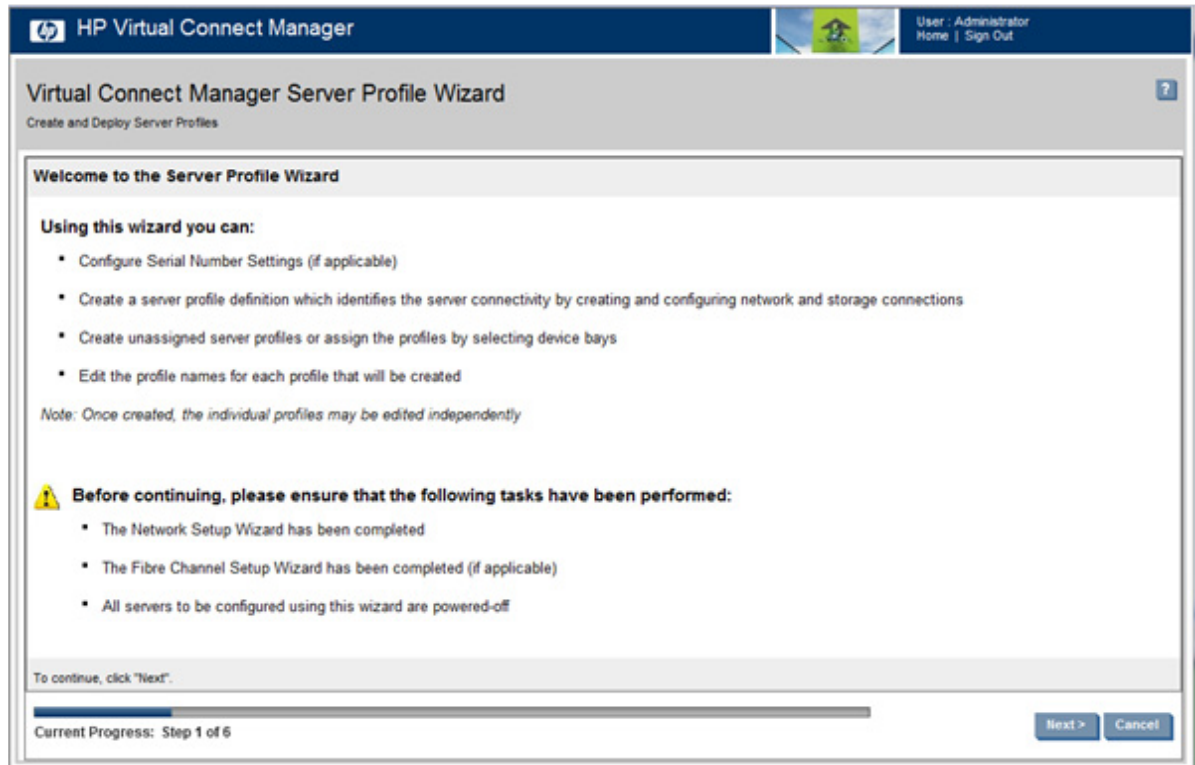 hp HP Virtual Connect Manager
User : Administrator
Home | Sign Out
Virtual Connect Manager Server Profile Wizard
?
Create and Deploy Server Profiles
Welcome to the Server Profile Wizard
Using this wizard you can:
▪ Configure Serial Number Settings (if applicable)
▪ Create a server profile definition which identifies the server connectivity by creating and configuring network and storage connections
▪ Create unassigned server profiles or assign the profiles by selecting device bays
▪ Edit the profile names for each profile that will be created
Note: Once created, the individual profiles may be edited independently
! Before continuing, please ensure that the following tasks have been performed:
▪ The Network Setup Wizard has been completed
▪ The Fibre Channel Setup Wizard has been completed (if applicable)
▪ All servers to be configured using this wizard are powered-off
To continue, click "Next".
Current Progress: Step 1 of 6
Next >
Cancel